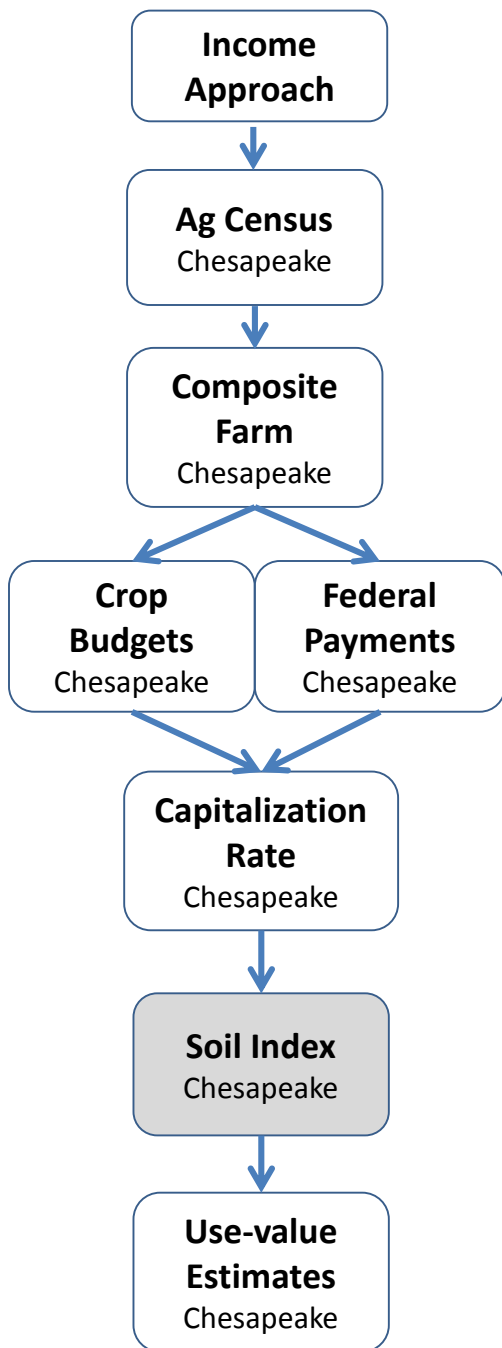 Income
Approach
Ag Census
Chesapeake
Composite
Farm
Chesapeake
Crop
Budgets
Chesapeake
Federal
Payments
Chesapeake
Capitalization
Rate
Chesapeake
Soil Index
Chesapeake
Use-value
Estimates
Chesapeake